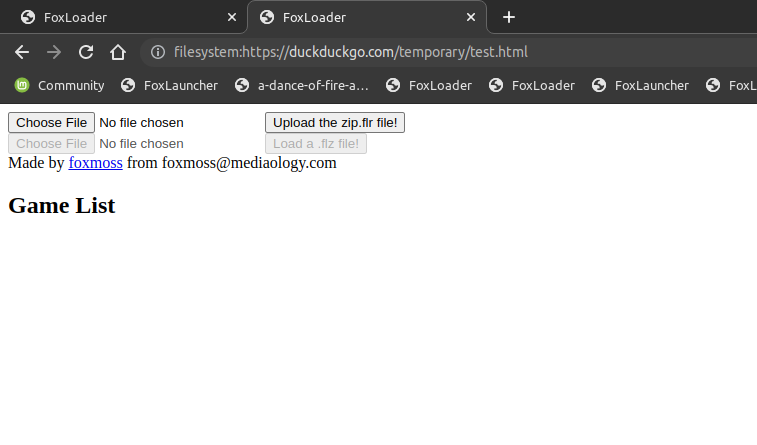 FoxLoader
FoxLoader
filesystem:https://duckduckgo.com/temporary/test.html
Community FoxLauncher a-dance-of-fire-a... FoxLoader FoxLoader FoxLauncher FoxL
Choose File No file chosen Upload the zip.flr file!
Choose File No file chosen Load a .flz file!
Made by foxmoss from foxmoss@mediaology.com
Game List